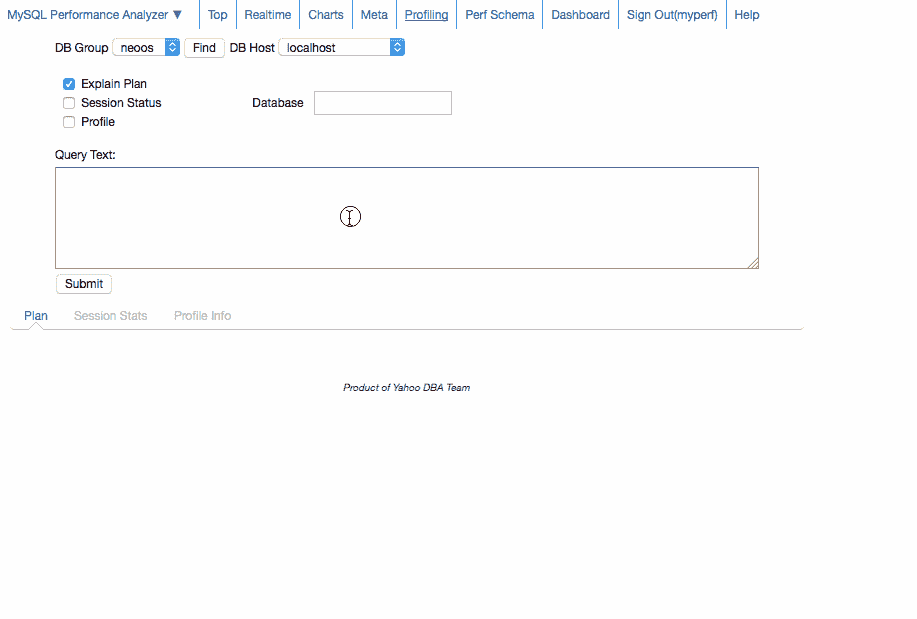 MySQL Performance Analyzer ▼ Top Realtime Charts Meta Profiling Perf Schema Dashboard Sign Out(myperf) Help
DB Group neoos Find DB Host localhost
Explain Plan
Session Status Database
Profile
Query Text:
Submit
Plan Session Stats Profile Info
Product of Yahoo DBA Team